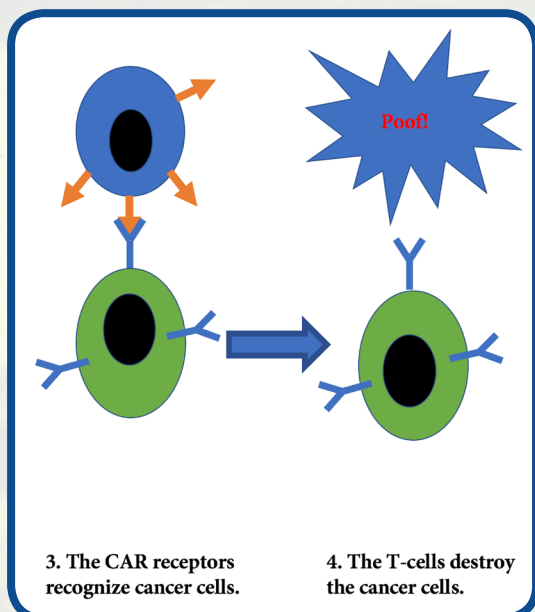 Poof!
3. The CAR receptors
recognize cancer cells.
4. The T-cells destroy
the cancer cells.